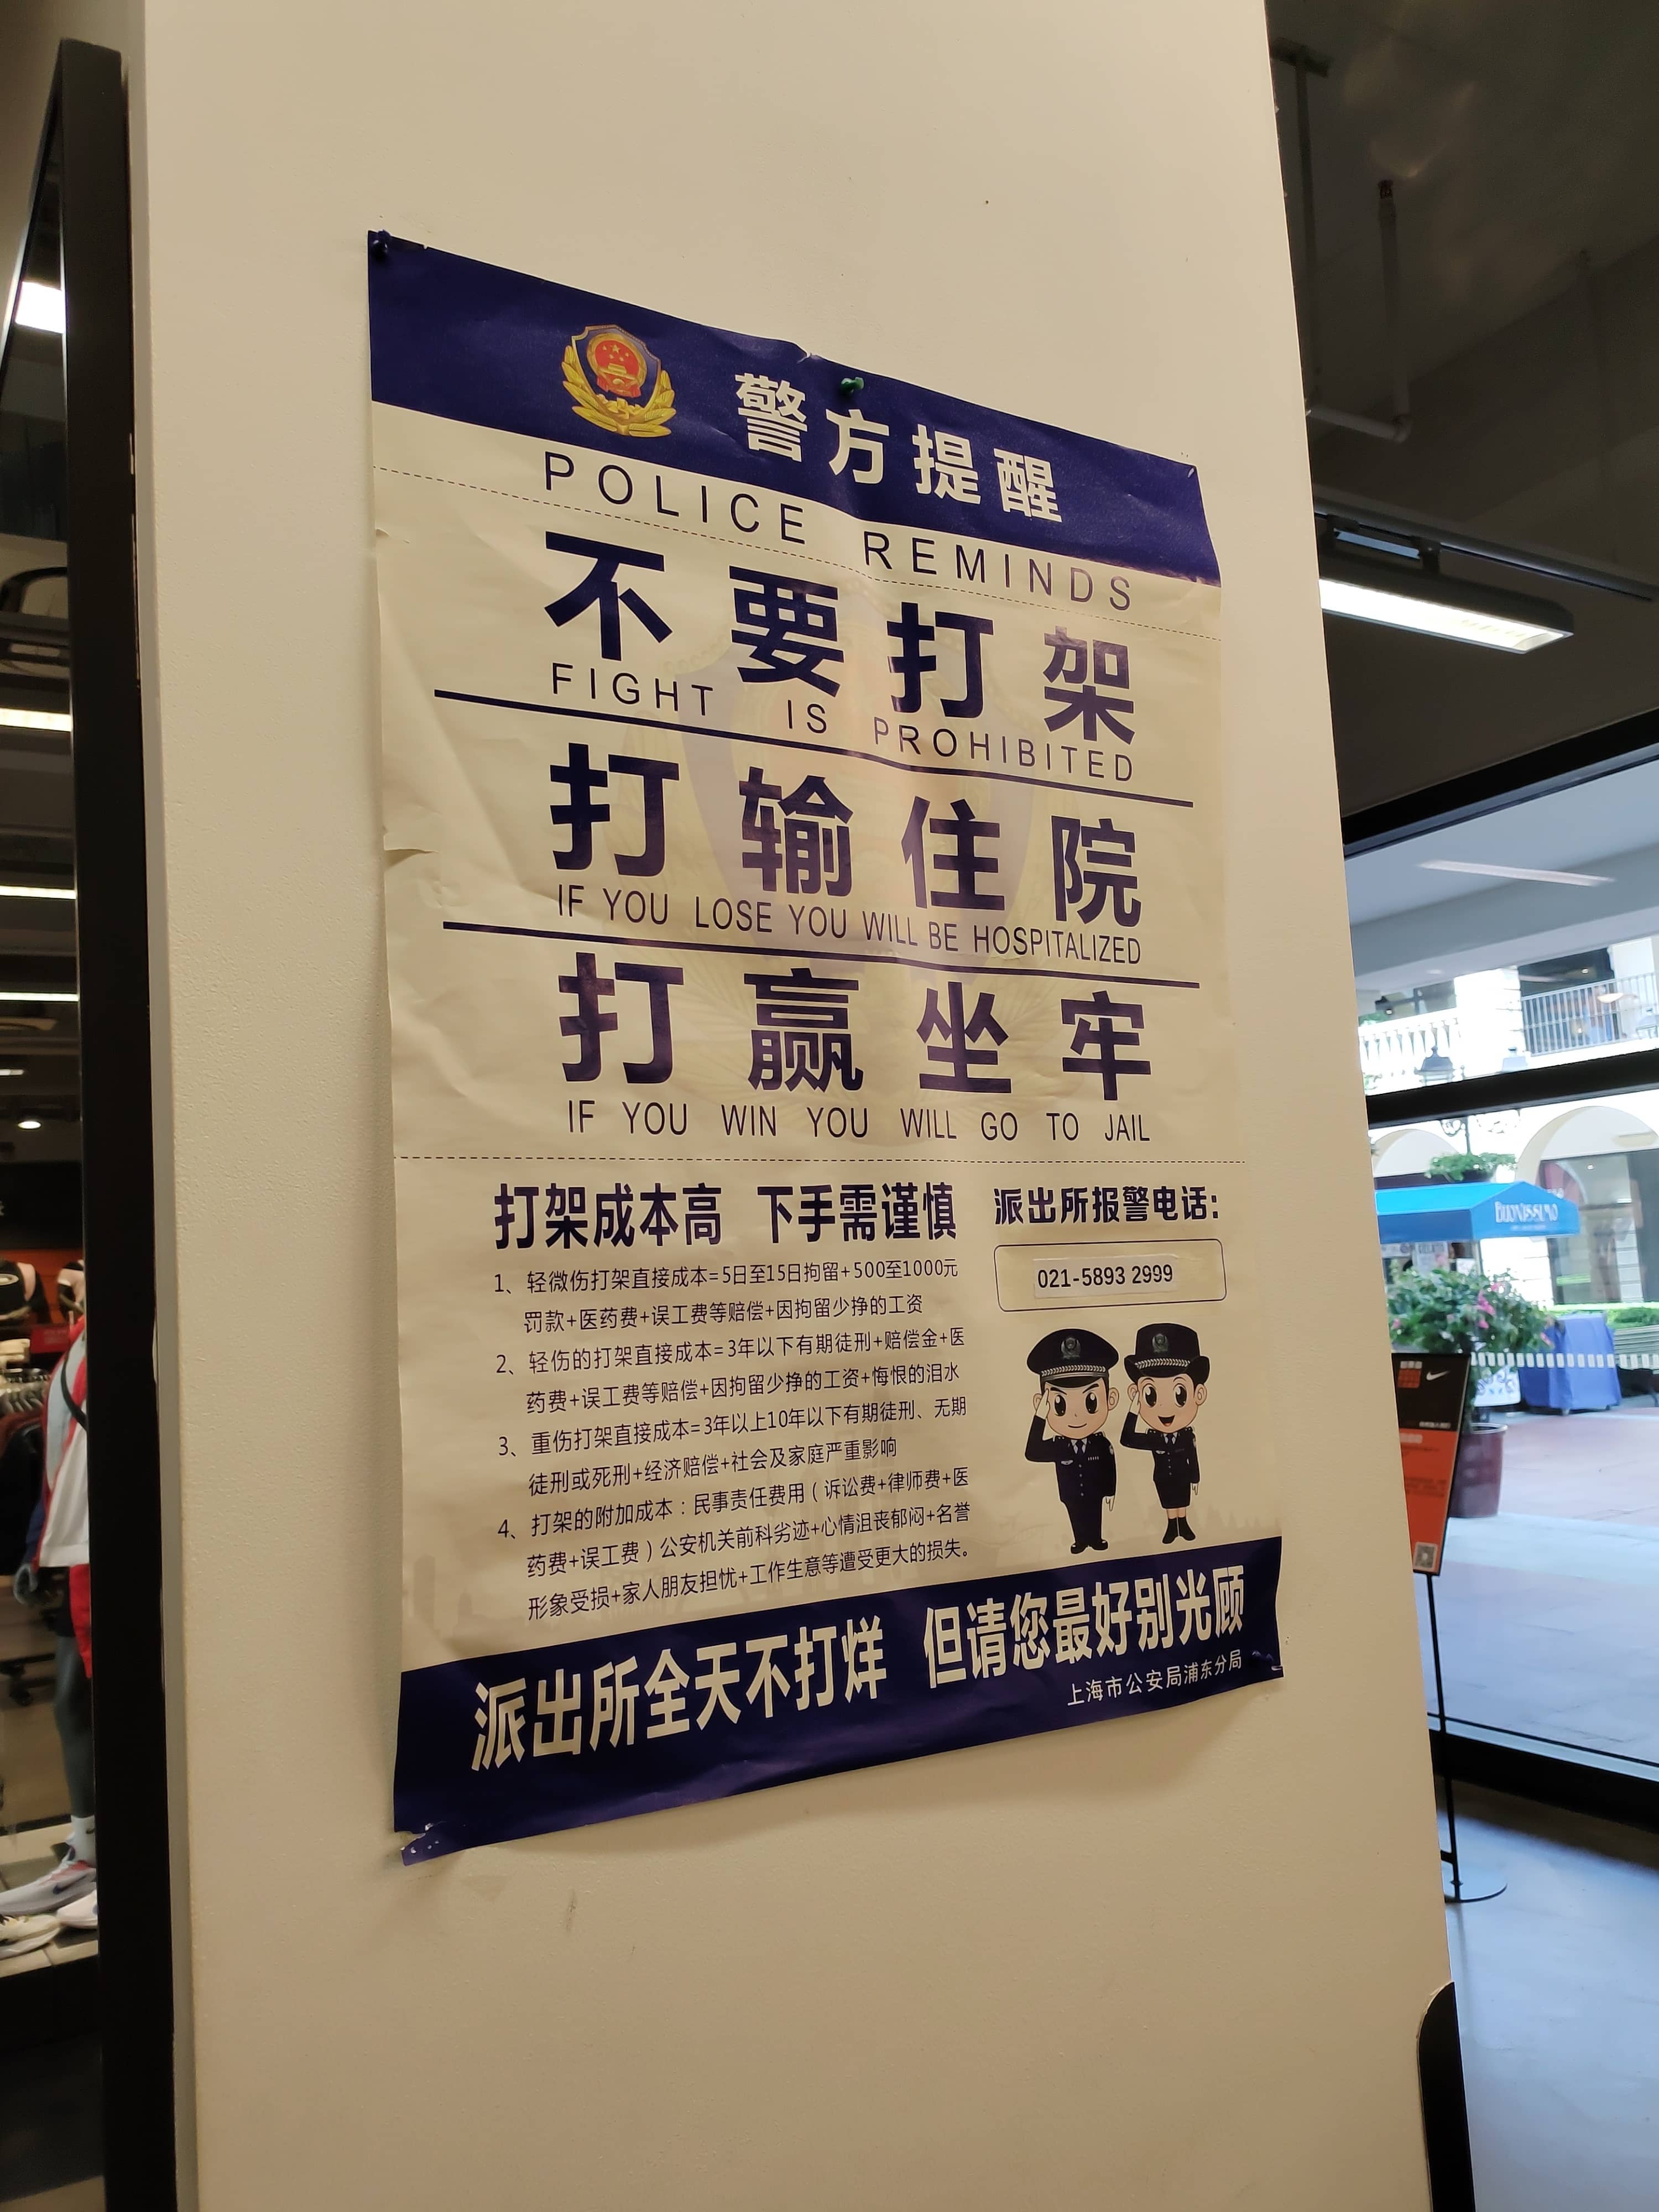 警方提醒
POLICE REMINDS
不要打架
FIGHT IS PROHIBITED
打输住院
IF YOU LOSE YOU WILL BE HOSPITALIZED
打赢坐牢
IF YOU WIN YOU WILL GO TO JAIL
打架成本高 下手需谨慎
1、轻微伤打架直接成本=5日至15日拘留+500至1000元
罚款+医药费+误工费等赔偿+因拘留少挣的工资
2、轻伤的打架直接成本=3年以下有期徒刑+赔偿金+医
药费+误工费等赔偿+因拘留少挣的工资+悔恨的泪水
3、重伤打架直接成本=3年以上10年以下有期徒刑、无期
徒刑或死刑+经济赔偿+社会及家庭严重影响
4、打架的附加成本：民事责任费用（诉讼费+律师费+医
药费+误工费）公安机关前科劣迹+心情沮丧郁闷+名誉
形象受损+家人朋友担忧+工作生意等遭受更大的损失。
派出所报警电话：
021-5893 2999
派出所全天不打烊 但请您最好别光顾
上海市公安局浦东分局
BUONISSIMO